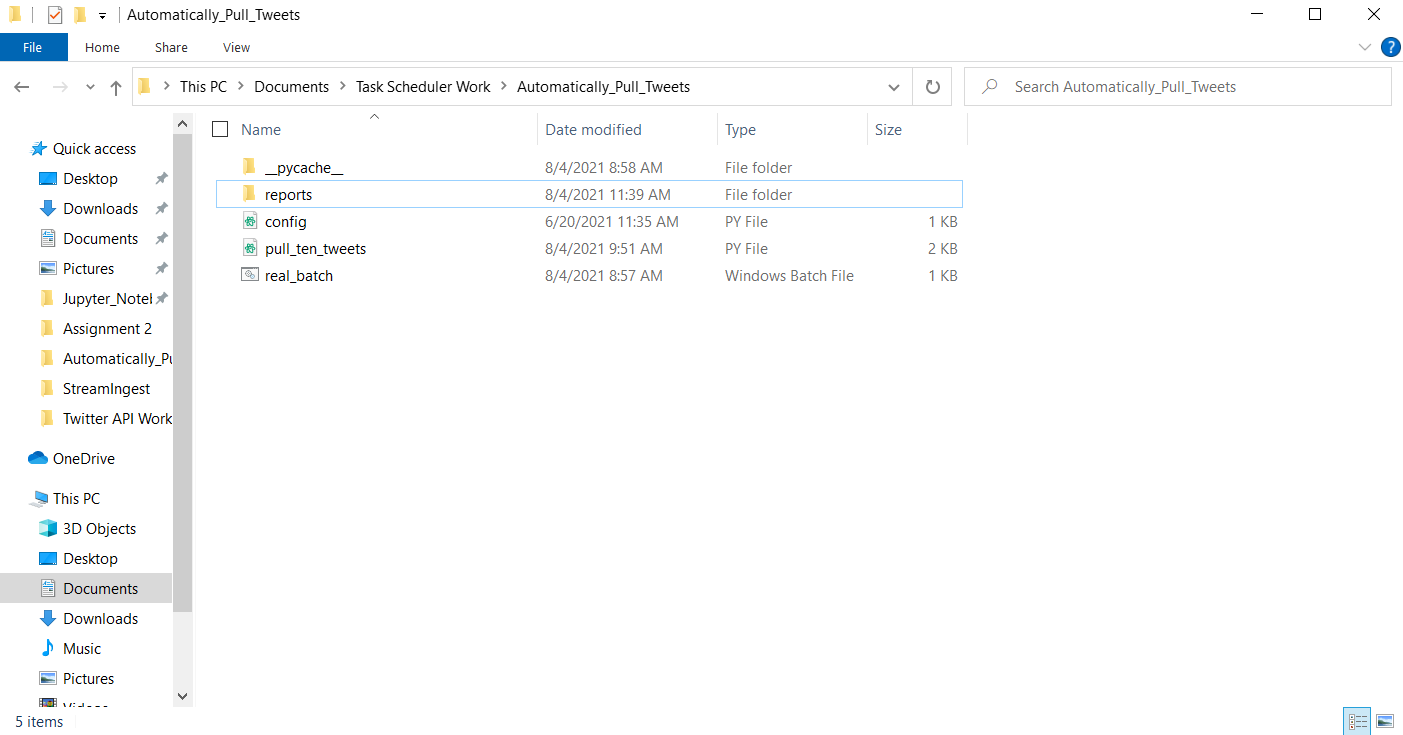 Automatically_Pull_Tweets
File Home Share View ?
This PC Documents Task Scheduler Work Automatically_Pull_Tweets Search Automatically_Pull_Tweets
Quick access
Desktop
Downloads
Documents
Pictures
Jupyter_Noteb
Assignment 2
Automatically_Pu
StreamIngest
Twitter API Work
OneDrive
This PC
3D Objects
Desktop
Documents
Downloads
Music
Pictures
Videos
Name Date modified Type Size
__pycache__ 8/4/2021 8:58 AM File folder
reports 8/4/2021 11:39 AM File folder
config 6/20/2021 11:35 AM PY File 1 KB
pull_ten_tweets 8/4/2021 9:51 AM PY File 2 KB
real_batch 8/4/2021 8:57 AM Windows Batch File 1 KB
5 items